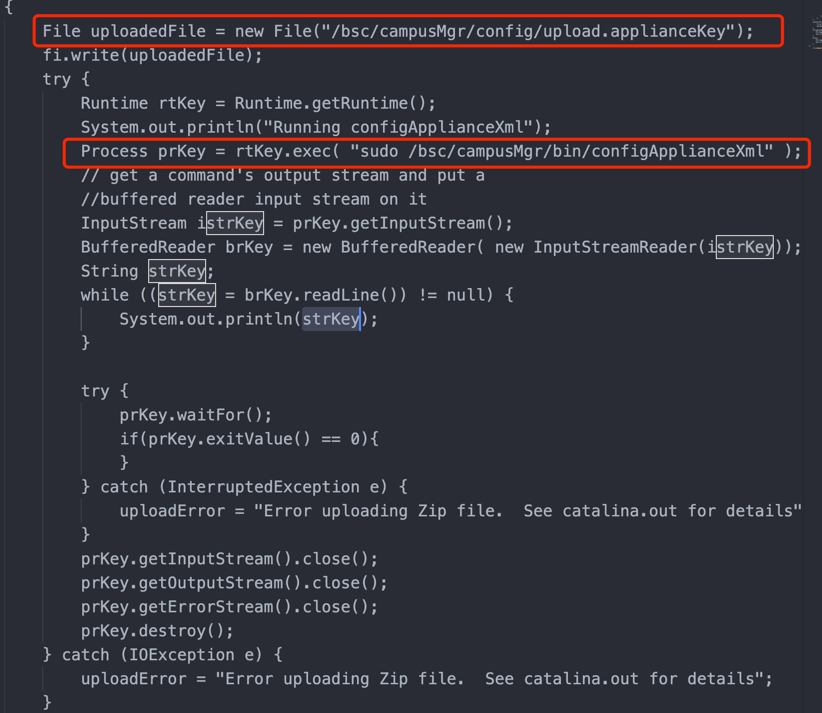 {
File uploadedFile = new File("/bsc/campusMgr/config/upload.applianceKey");
fi.write(uploadedFile);
try {
Runtime rtKey = Runtime.getRuntime();
System.out.println("Running configApplianceXml");
Process prKey = rtKey.exec( "sudo /bsc/campusMgr/bin/configApplianceXml" );
// get a command's output stream and put a
//buffered reader input stream on it
InputStream istrKey = prKey.getInputStream();
BufferedReader brKey = new BufferedReader( new InputStreamReader(istrKey));
String strKey;
while ((strKey = brKey.readLine()) != null) {
System.out.println(strKey);
}
try {
prKey.waitFor();
if(prKey.exitValue() == 0){
}
} catch (InterruptedException e) {
uploadError = "Error uploading Zip file.  See catalina.out for details"
}
prKey.getInputStream().close();
prKey.getOutputStream().close();
prKey.getErrorStream().close();
prKey.destroy();
} catch (IOException e) {
uploadError = "Error uploading Zip file.  See catalina.out for details";
}